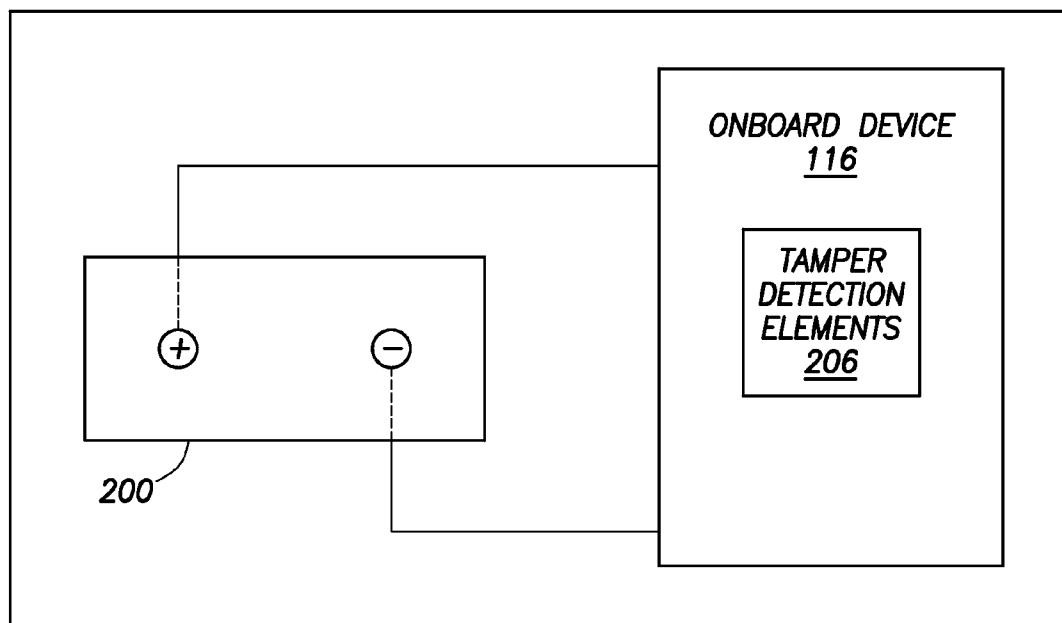 ONBOARD DEVICE
116
TAMPER
DETECTION
ELEMENTS
206
+
−
200